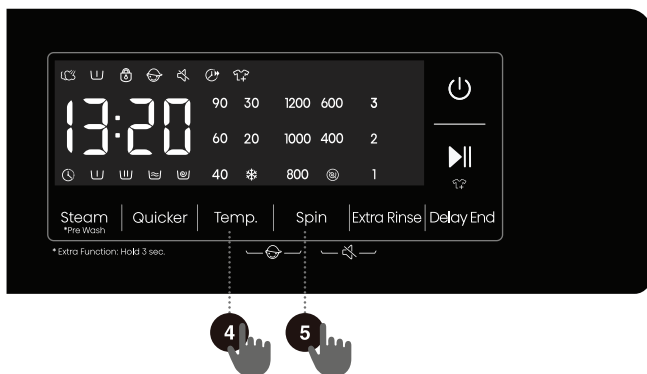 13:20
90 30 1200 600 3
60 20 1000 400 2
40 800 1
Steam Quicker Temp. Spin Extra Rinse Delay End
*Pre Wash
* Extra Function: Hold 3 sec.
4 5